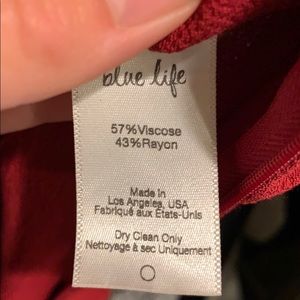 blue life
57%Viscose
43%Rayon
Made in
Los Angeles, USA
Fabriqué aux Etats-Unis
Dry Clean Only
Nettoyage à sec Uniquement